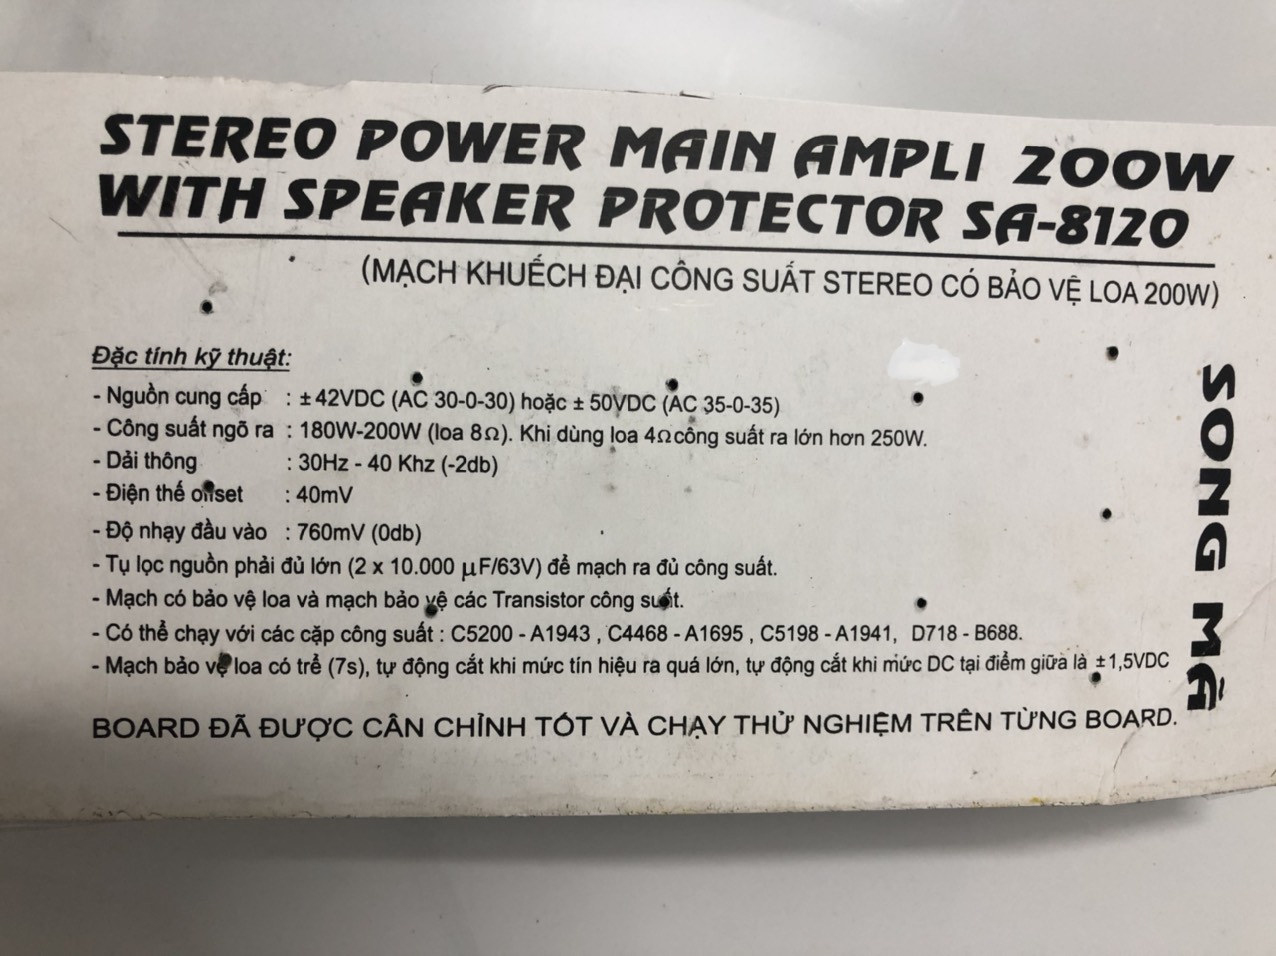 STEREO POWER MAIN AMPLI 200W
WITH SPEAKER PROTECTOR SA-8120
(MẠCH KHUẾCH ĐẠI CÔNG SUẤT STEREO CÓ BẢO VỆ LOA 200W)
Đặc tính kỹ thuật:
- Nguồn cung cấp : ± 42VDC (AC 30-0-30) hoặc ± 50VDC (AC 35-0-35)
- Công suất ngõ ra : 180W-200W (loa 8Ω). Khi dùng loa 4Ω công suất ra lớn hơn 250W.
- Dải thông : 30Hz - 40 Khz (-2db)
- Điện thế offset : 40mV
- Độ nhạy đầu vào : 760mV (0db)
- Tụ lọc nguồn phải đủ lớn (2 x 10.000 µF/63V) để mạch ra đủ công suất.
- Mạch có bảo vệ loa và mạch bảo vệ các Transistor công suất.
- Có thể chạy với các cặp công suất : C5200 - A1943 , C4468 - A1695 , C5198 - A1941, D718 - B688.
- Mạch bảo vệ loa có trể (7s), tự động cắt khi mức tín hiệu ra quá lớn, tự động cắt khi mức DC tại điểm giữa là ±1,5VDC
BOARD ĐÃ ĐƯỢC CÂN CHỈNH TỐT VÀ CHẠY THỬ NGHIỆM TRÊN TỪNG BOARD.
SONG MÃ